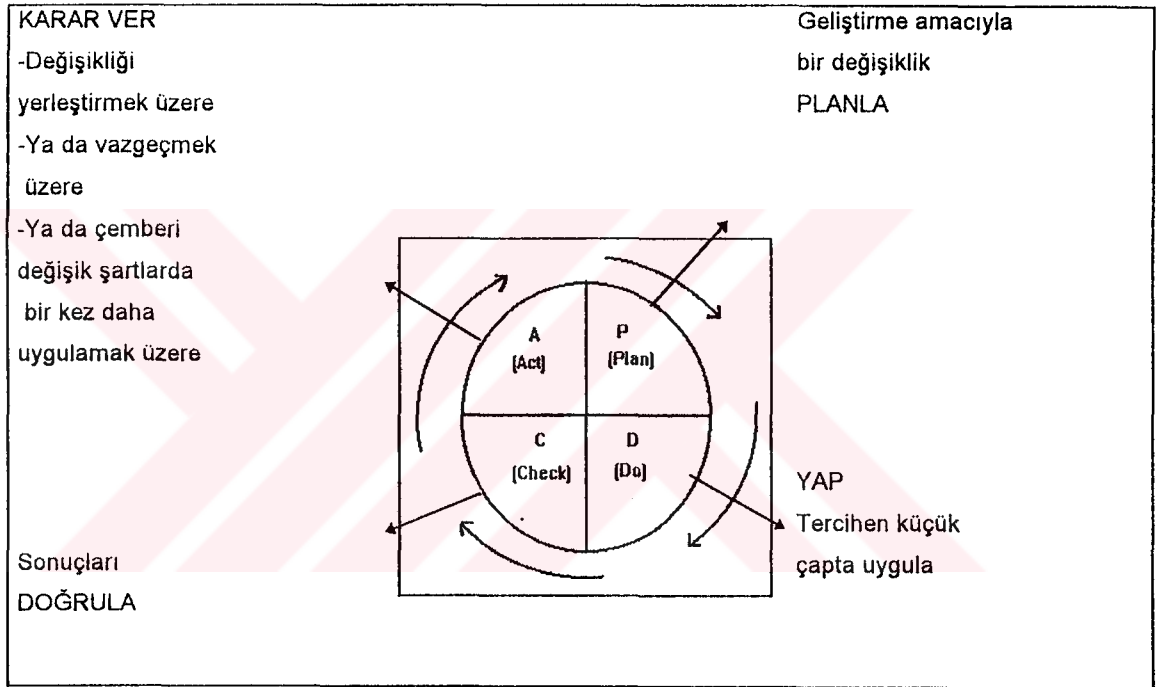 KARAR VER
-Değişikliği
yerleştirmek üzere
-Ya da vazgeçmek
üzere
-Ya da çemberi
değişik şartlarda
bir kez daha
uygulamak üzere
Geliştirme amacıyla
bir değişiklik
PLANLA
A
(Act)
P
(Plan)
C
(Check)
D
(Do)
YAP
Tercihen küçük
çapta uygula
Sonuçları
DOĞRULA